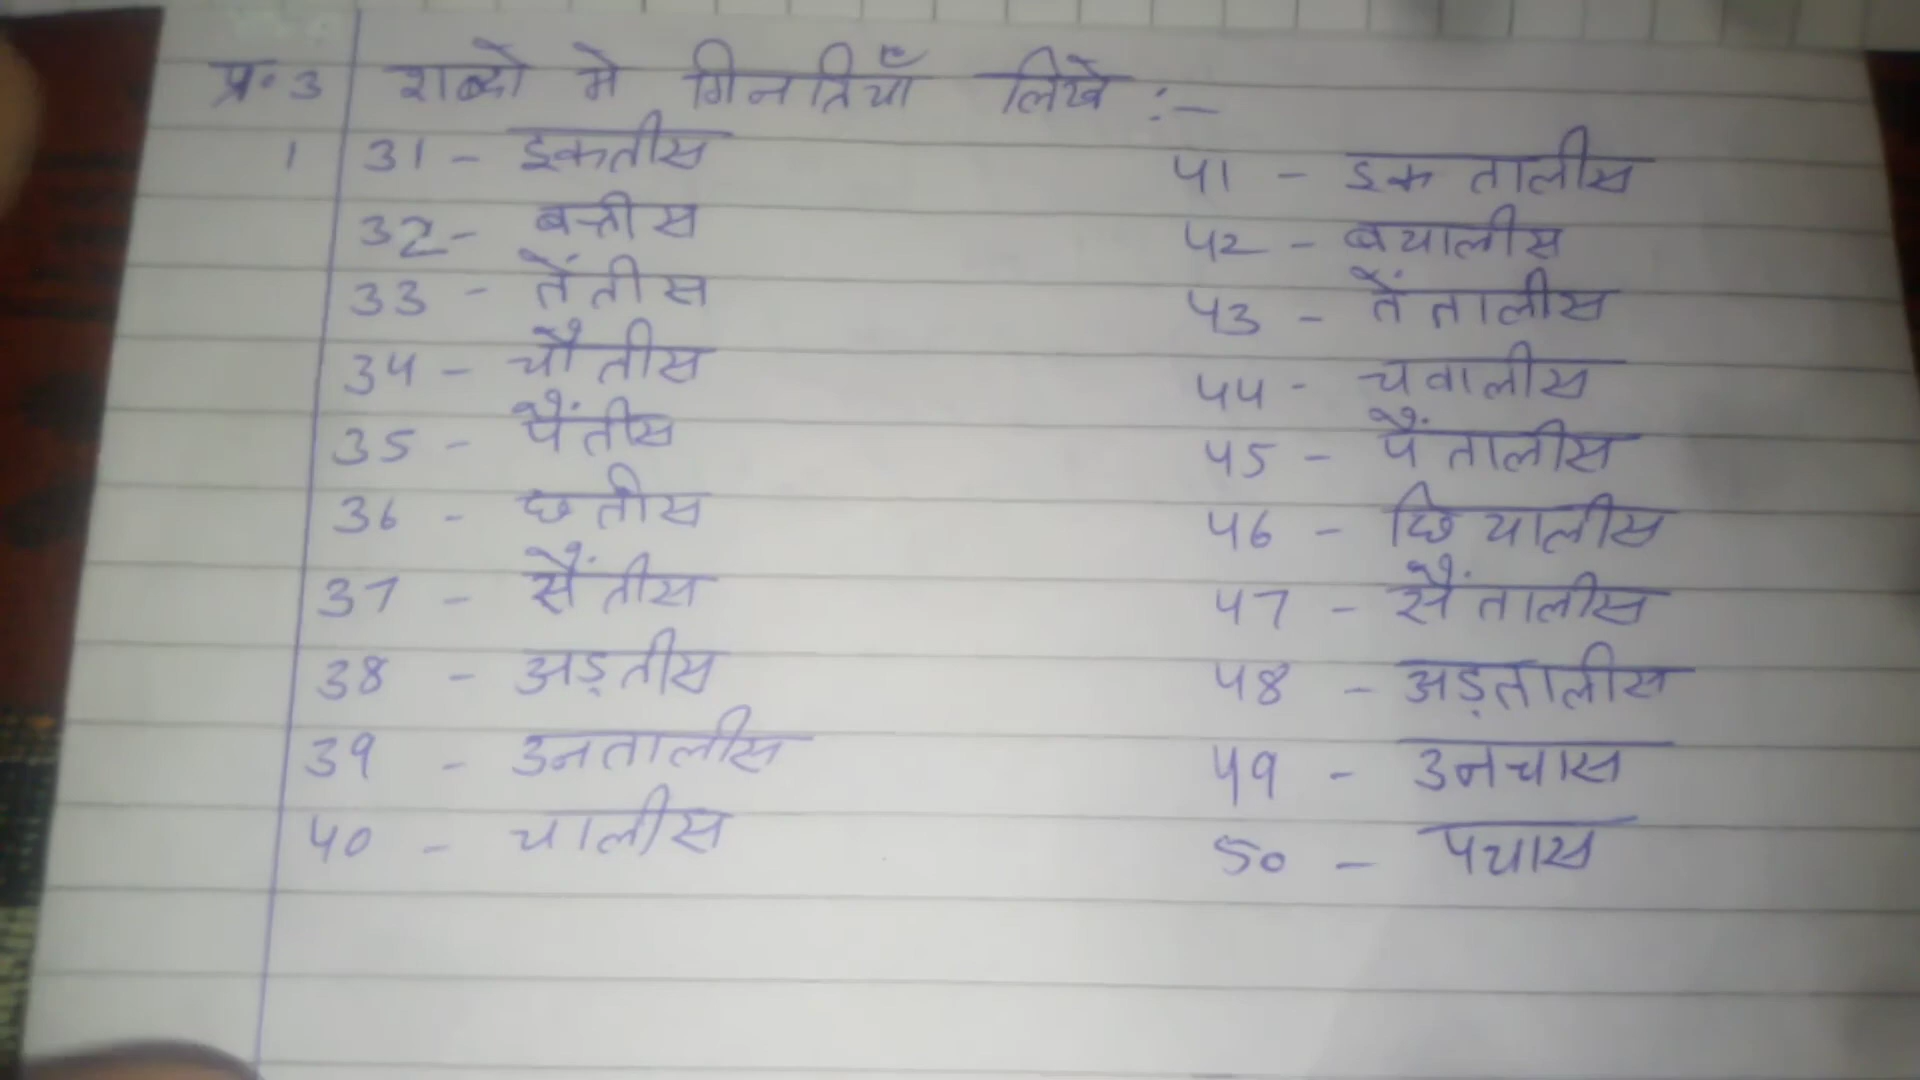 प्र॰3 शब्दो मे गिनतियाँ लिखे :-
1 31 - इकतीस
32 - बत्तीस
33 - तेंतीस
34 - चौतीस
35 - पैंतीस
36 - छतीस
37 - सैंतीस
38 - अड़्तीस
39 - उनतालीस
40 - चालीस
41 - इकतालीस
42 - बयालीस
43 - तेंतालीस
44 - चवालीस
45 - पैंतालीस
46 - छियालीस
47 - सैंतालीस
48 - अड़्तालीस
49 - उनचास
50 - पचास